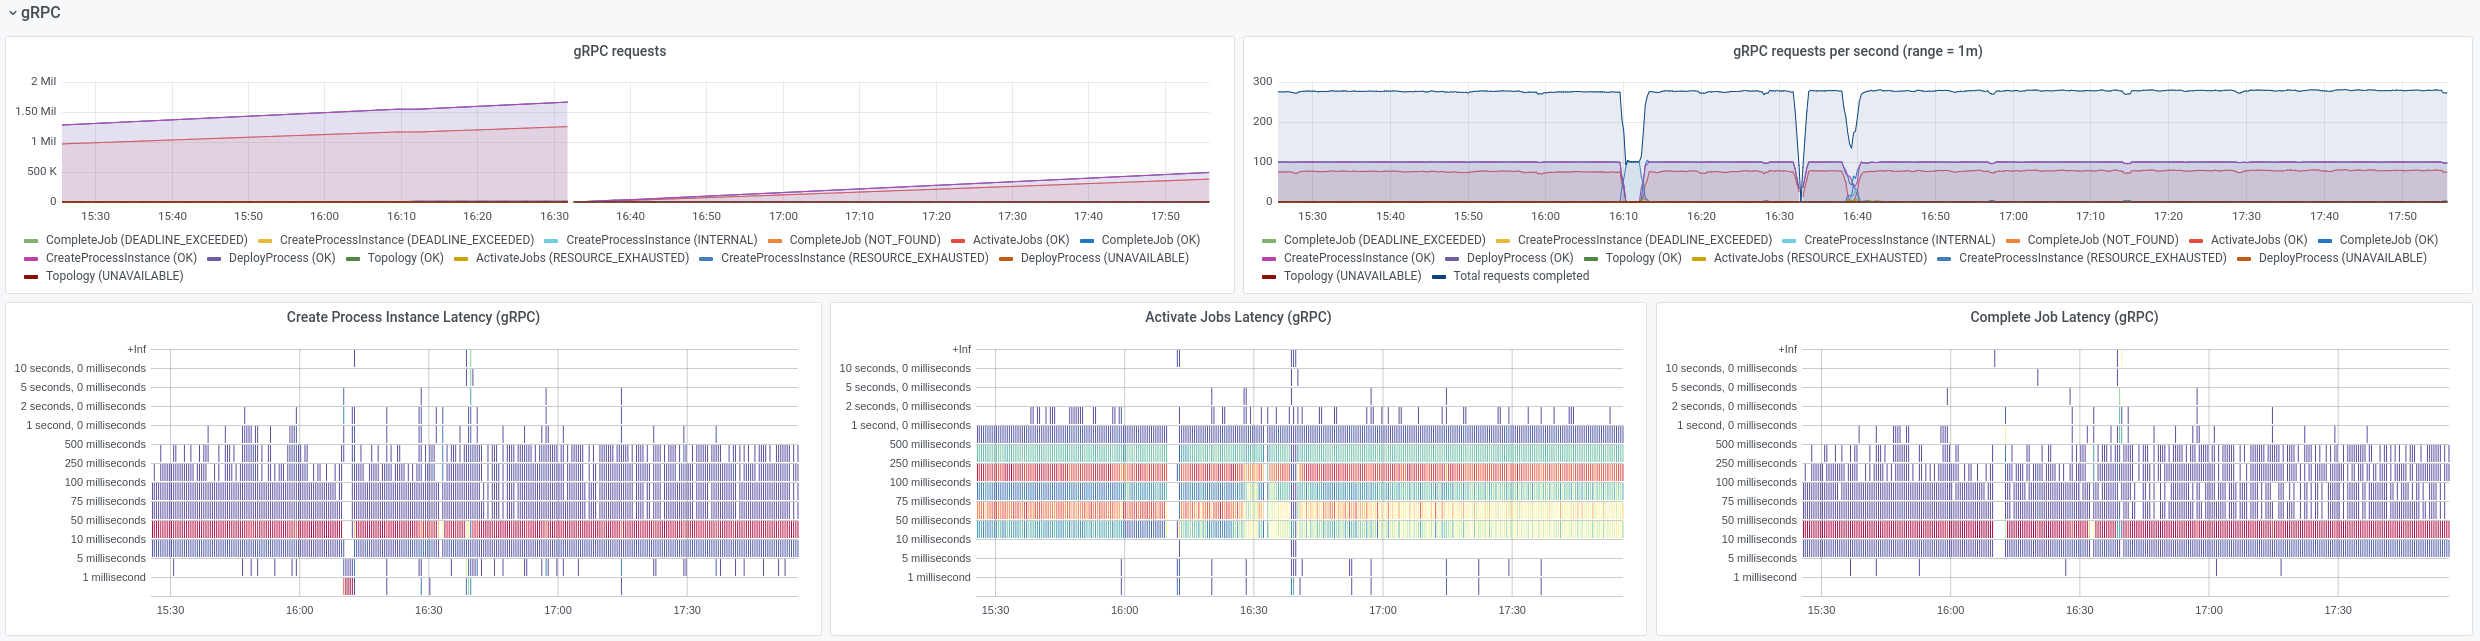 gRPC
gRPC requests
2 Mil
1.50 Mil
1 Mil
500 K
0
15:30 15:40 15:50 16:00 16:10 16:20 16:30 16:40 16:50 17:00 17:10 17:20 17:30 17:40 17:50
CompleteJob (DEADLINE_EXCEEDED) CreateProcessInstance (DEADLINE_EXCEEDED) CreateProcessInstance (INTERNAL) CompleteJob (NOT_FOUND) ActivateJobs (OK) CompleteJob (OK)
CreateProcessInstance (OK) DeployProcess (OK) Topology (OK) ActivateJobs (RESOURCE_EXHAUSTED) CreateProcessInstance (RESOURCE_EXHAUSTED) DeployProcess (UNAVAILABLE)
Topology (UNAVAILABLE)
gRPC requests per second (range = 1m)
300
200
100
0
15:30 15:40 15:50 16:00 16:10 16:20 16:30 16:40 16:50 17:00 17:10 17:20 17:30 17:40 17:50
CompleteJob (DEADLINE_EXCEEDED) CreateProcessInstance (DEADLINE_EXCEEDED) CreateProcessInstance (INTERNAL) CompleteJob (NOT_FOUND) ActivateJobs (OK) CompleteJob (OK)
CreateProcessInstance (OK) DeployProcess (OK) Topology (OK) ActivateJobs (RESOURCE_EXHAUSTED) CreateProcessInstance (RESOURCE_EXHAUSTED) DeployProcess (UNAVAILABLE)
Topology (UNAVAILABLE) Total requests completed
Create Process Instance Latency (gRPC)
+Inf
10 seconds, 0 milliseconds
5 seconds, 0 milliseconds
2 seconds, 0 milliseconds
1 second, 0 milliseconds
500 milliseconds
250 milliseconds
100 milliseconds
75 milliseconds
50 milliseconds
10 milliseconds
5 milliseconds
1 millisecond
15:30 16:00 16:30 17:00 17:30
Activate Jobs Latency (gRPC)
+Inf
10 seconds, 0 milliseconds
5 seconds, 0 milliseconds
2 seconds, 0 milliseconds
1 second, 0 milliseconds
500 milliseconds
250 milliseconds
100 milliseconds
75 milliseconds
50 milliseconds
10 milliseconds
5 milliseconds
1 millisecond
15:30 16:00 16:30 17:00 17:30
Complete Job Latency (gRPC)
+Inf
10 seconds, 0 milliseconds
5 seconds, 0 milliseconds
2 seconds, 0 milliseconds
1 second, 0 milliseconds
500 milliseconds
250 milliseconds
100 milliseconds
75 milliseconds
50 milliseconds
10 milliseconds
5 milliseconds
1 millisecond
15:30 16:00 16:30 17:00 17:30